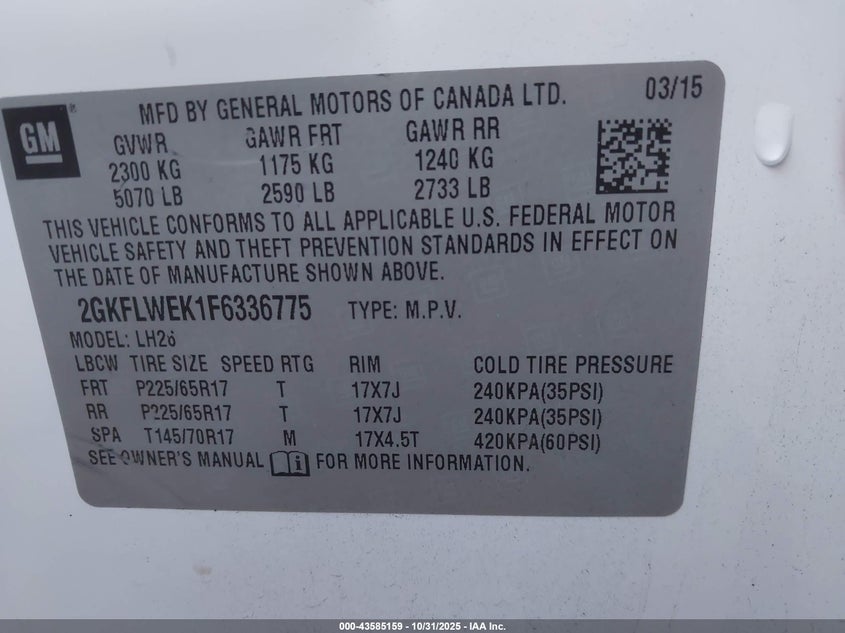 GM ®
MFD BY GENERAL MOTORS OF CANADA LTD. 03/15
GVWR GAWR FRT GAWR RR
2300 KG 1175 KG 1240 KG
5070 LB 2590 LB 2733 LB
THIS VEHICLE CONFORMS TO ALL APPLICABLE U.S. FEDERAL MOTOR
VEHICLE SAFETY AND THEFT PREVENTION STANDARDS IN EFFECT ON
THE DATE OF MANUFACTURE SHOWN ABOVE.
2GKFLWEK1F6336775 TYPE: M.P.V.
MODEL: LH26
LBCW TIRE SIZE SPEED RTG RIM COLD TIRE PRESSURE
FRT P225/65R17 T 17X7J 240KPA(35PSI)
RR P225/65R17 T 17X7J 240KPA(35PSI)
SPA T145/70R17 M 17X4.5T 420KPA(60PSI)
SEE OWNER'S MANUAL FOR MORE INFORMATION.
000-43585159 - 10/31/2025 - IAA Inc.